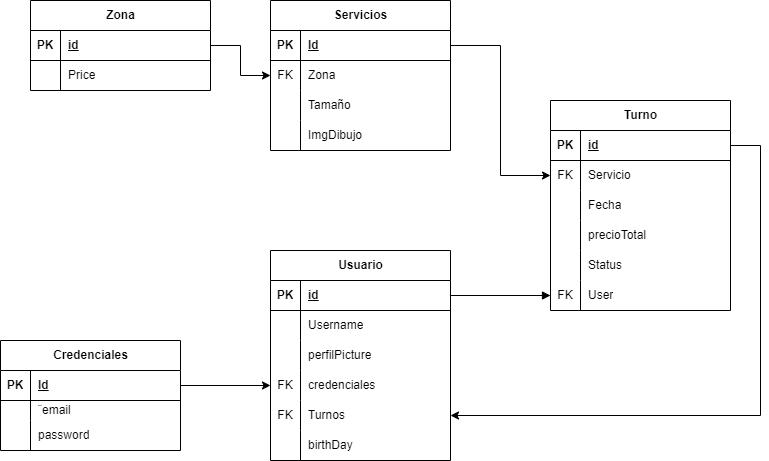 Zona
PK id
Price
Servicios
PK Id
FK Zona
Tamaño
ImgDibujo
Turno
PK id
FK Servicio
Fecha
precioTotal
Status
FK User
Usuario
PK id
Username
perfilPicture
FK credenciales
FK Turnos
birthDay
Credenciales
PK Id
¨email
password